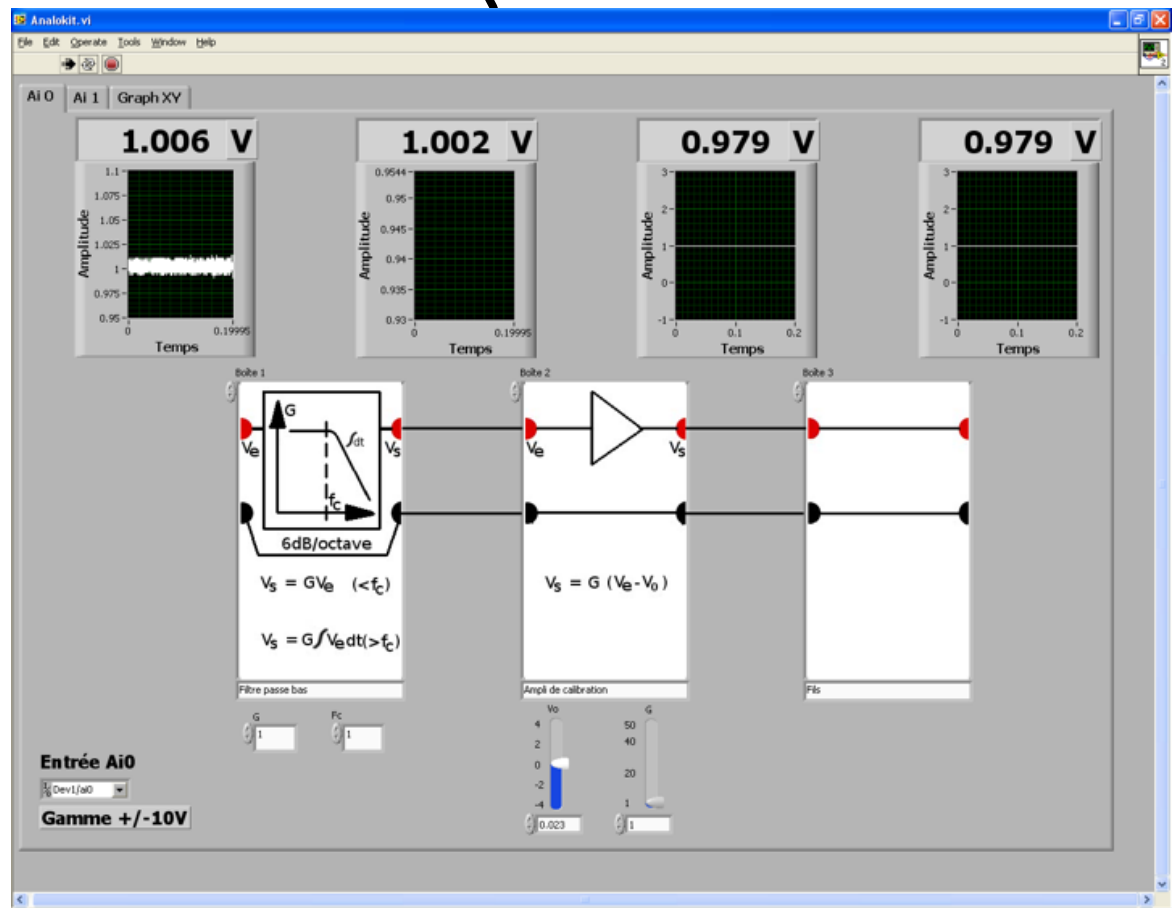 Analokit.vi
File Edit Operate Tools Window Help
2
Ai 0 Ai 1 Graph XY
1.006 V 1.002 V 0.979 V 0.979 V
Amplitude
1.1
1.075
1.05
1.025
1
0.975
0.95
0 0.19995
Temps
Amplitude
0.9544
0.95
0.945
0.94
0.935
0.93
0 0.19995
Temps
Amplitude
3
2
1
0
-1
0 0.1 0.2
Temps
Amplitude
3
2
1
0
-1
0 0.1 0.2
Temps
Boîte 1
G
∫dt
Ve Vs
fc
6dB/octave
Vs = GVe (<fc)
Vs = G∫Vedt(>fc)
Filtre passe bas
G Fc
1 1
Boîte 2
Ve Vs
Vs = G (Ve-V0)
Ampli de calibration
Vo G
4
2
0
-2
-4
0.023
50
40
20
1
1
Boîte 3
Fils
Entrée Ai0
Dev1/ai0
Gamme +/-10V